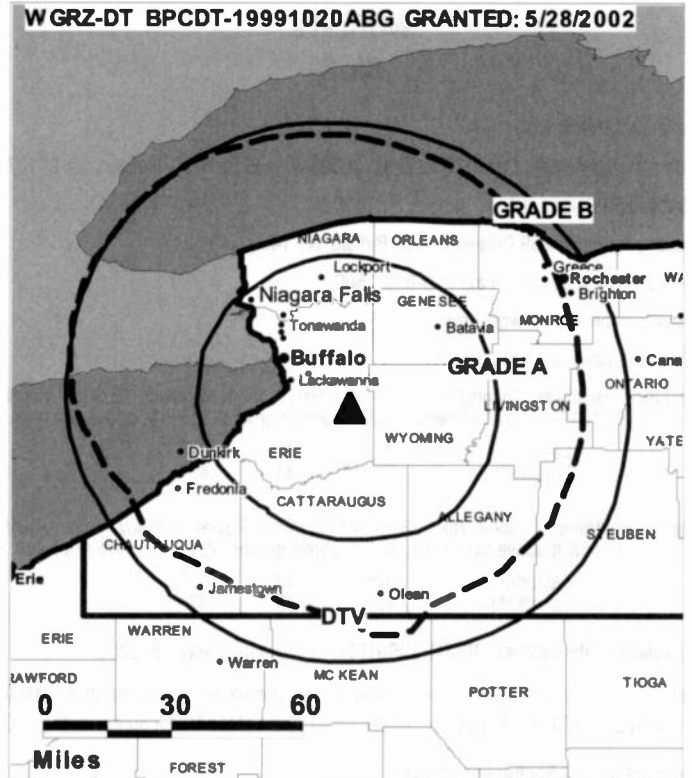 WGRZ-DT BPCDT-19991020ABG GRANTED: 5/28/2002
GRADE B
NIAGARA
ORLEANS
Lockport
Greece
Rochester
WA
Brighton
Niagara Falls
GENESEE
Tonawanda
Batavia
MONROE
Buffalo
GRADE A
Cana
Lackawanna
ONTARIO
LIVINGSTON
WYOMING
YATE
Dunkirk
ERIE
Fredonia
CATTARAUGUS
ALLEGANY
STEUBEN
CHAUTAUQUA
Erie
Jamestown
Olean
DTV
ERIE
WARREN
Warren
RAWFORD
MC KEAN
POTTER
TIOGA
0 30 60
Miles
FOREST